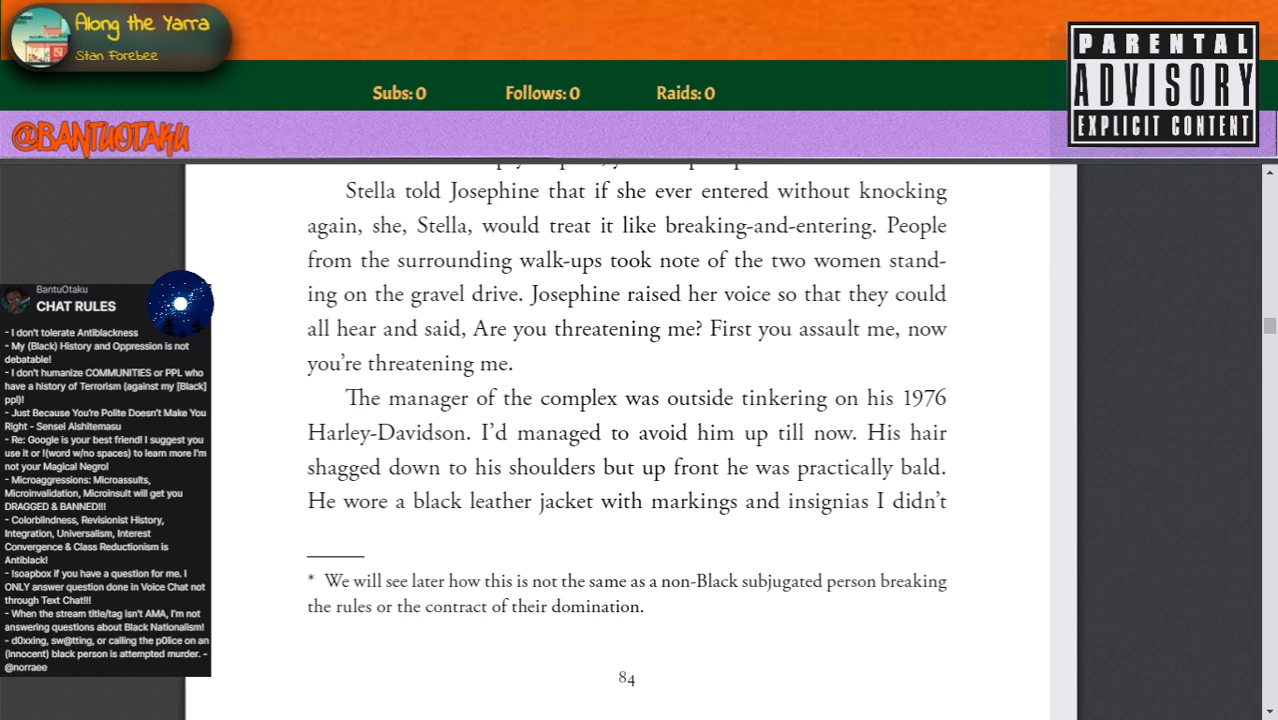 Along the Yarra
Stan Forebee
Subs: 0
Follows: 0
Raids: 0
PARENTAL
ADVISORY
EXPLICIT CONTENT
@BANTUOTAKU
Stella told Josephine that if she ever entered without knocking
again, she, Stella, would treat it like breaking-and-entering. People
from the surrounding walk-ups took note of the two women stand-
ing on the gravel drive. Josephine raised her voice so that they could
all hear and said, Are you threatening me? First you assault me, now
you're threatening me.
The manager of the complex was outside tinkering on his 1976
Harley-Davidson. I'd managed to avoid him up till now. His hair
shagged down to his shoulders but up front he was practically bald.
He wore a black leather jacket with markings and insignias I didn't
* We will see later how this is not the same as a non-Black subjugated person breaking
the rules or the contract of their domination.
84
BantuOtaku
CHAT RULES
- I don't tolerate Antiblackness
- My (Black) History and Oppression is not
debatable!
- I don't humanize COMMUNITIES or PPL who
have a history of Terrorism (against my [Black]
ppl)!
- Just Because You're Polite Doesn't Make You
Right - Sensei Aishitemasu
- Re: Google is your best friend! I suggest you
use it or !(word w/no spaces) to learn more I'm
not your Magical Negro!
- Microaggressions: Microassults,
Microinvalidation, Microinsult will get you
DRAGGED & BANNED!!!
- Colorblindness, Revisionist History,
Integration, Universalism, Interest
Convergence & Class Reductionism is
Antiblack!
- !soapbox if you have a question for me. I
ONLY answer question done in Voice Chat not
through Text Chat!!!
- When the stream title/tag isn't AMA, I'm not
answering questions about Black Nationalism!
- d0xxing, sw@tting, or calling the p0lice on an
(innocent) black person is attempted murder. -
@norraee